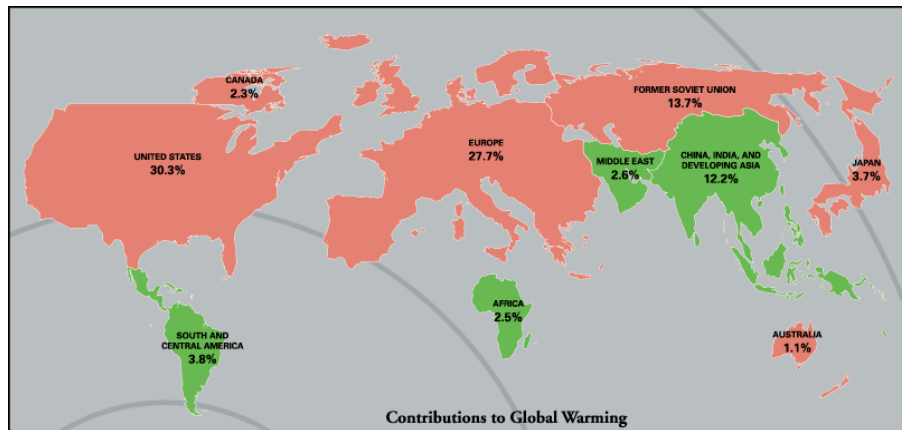 CANADA
2.3%
UNITED STATES
30.3%
EUROPE
27.7%
FORMER SOVIET UNION
13.7%
MIDDLE EAST
2.6%
CHINA, INDIA, AND
DEVELOPING ASIA
12.2%
JAPAN
3.7%
SOUTH AND
CENTRAL AMERICA
3.8%
AFRICA
2.5%
AUSTRALIA
1.1%
Contributions to Global Warming